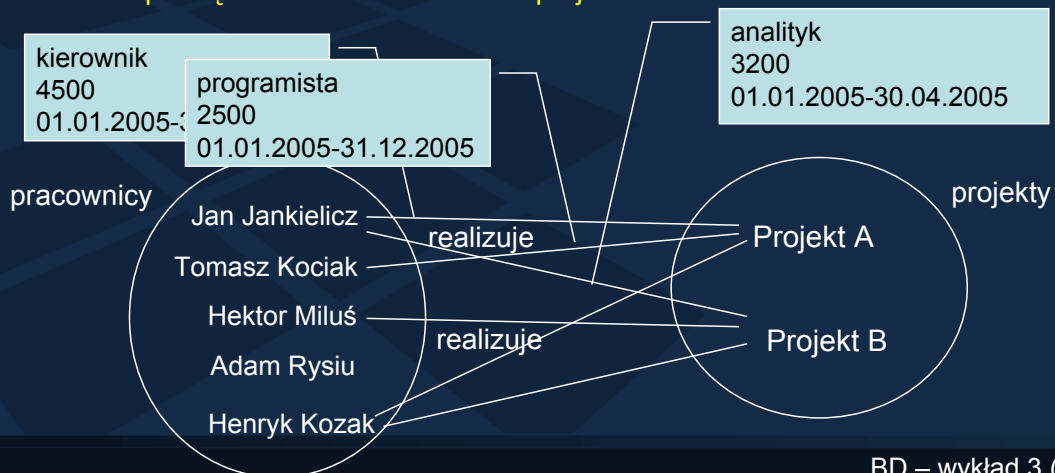 kierownik
4500
01.01.2005-
programista
2500
01.01.2005-31.12.2005
analityk
3200
01.01.2005-30.04.2005
pracownicy
projekty
Jan Jankielicz
realizuje
Projekt A
Tomasz Kociak
Hektor Miluś
realizuje
Projekt B
Adam Rysiu
Henryk Kozak
BD – wykład 3